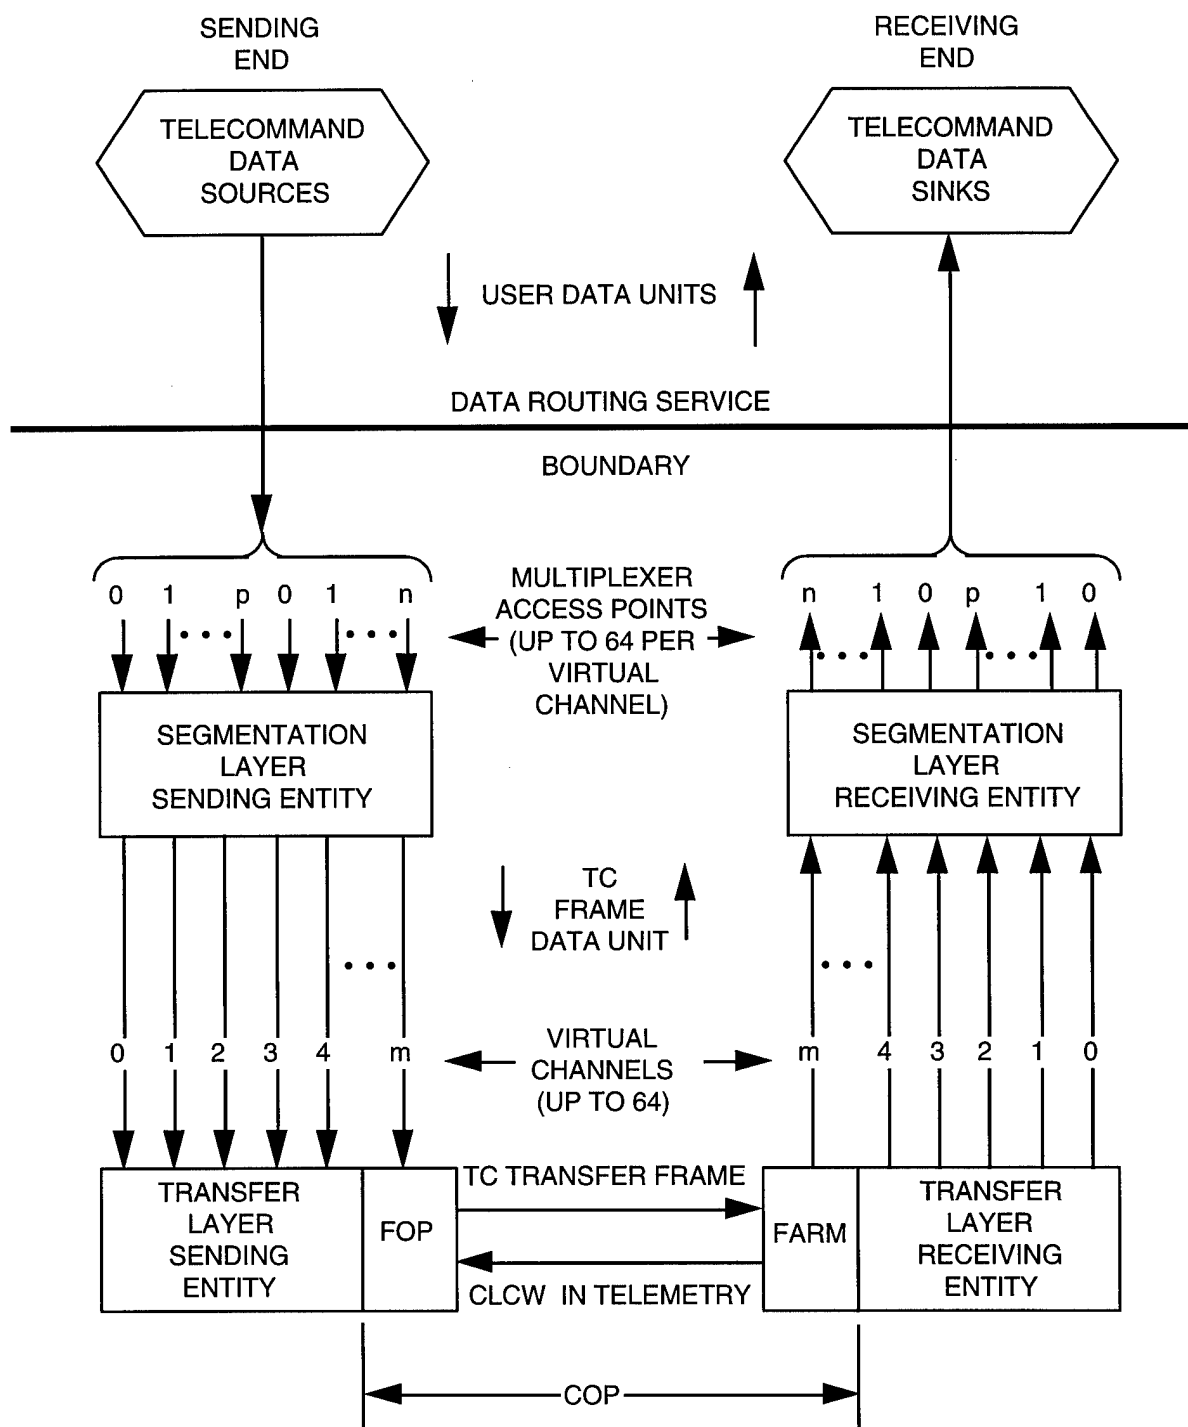 SENDING
END
RECEIVING
END
TELECOMMAND
DATA
SOURCES
TELECOMMAND
DATA
SINKS
USER DATA UNITS
DATA ROUTING SERVICE
BOUNDARY
0 1 p 0 1 n
MULTIPLEXER
ACCESS POINTS
(UP TO 64 PER
VIRTUAL
CHANNEL)
n 1 0 p 1 0
SEGMENTATION
LAYER
SENDING ENTITY
SEGMENTATION
LAYER
RECEIVING ENTITY
TC
FRAME
DATA UNIT
0 1 2 3 4 m
VIRTUAL
CHANNELS
(UP TO 64)
m 4 3 2 1 0
TRANSFER
LAYER
SENDING
ENTITY
FOP
TC TRANSFER FRAME
CLCW IN TELEMETRY
FARM
TRANSFER
LAYER
RECEIVING
ENTITY
COP